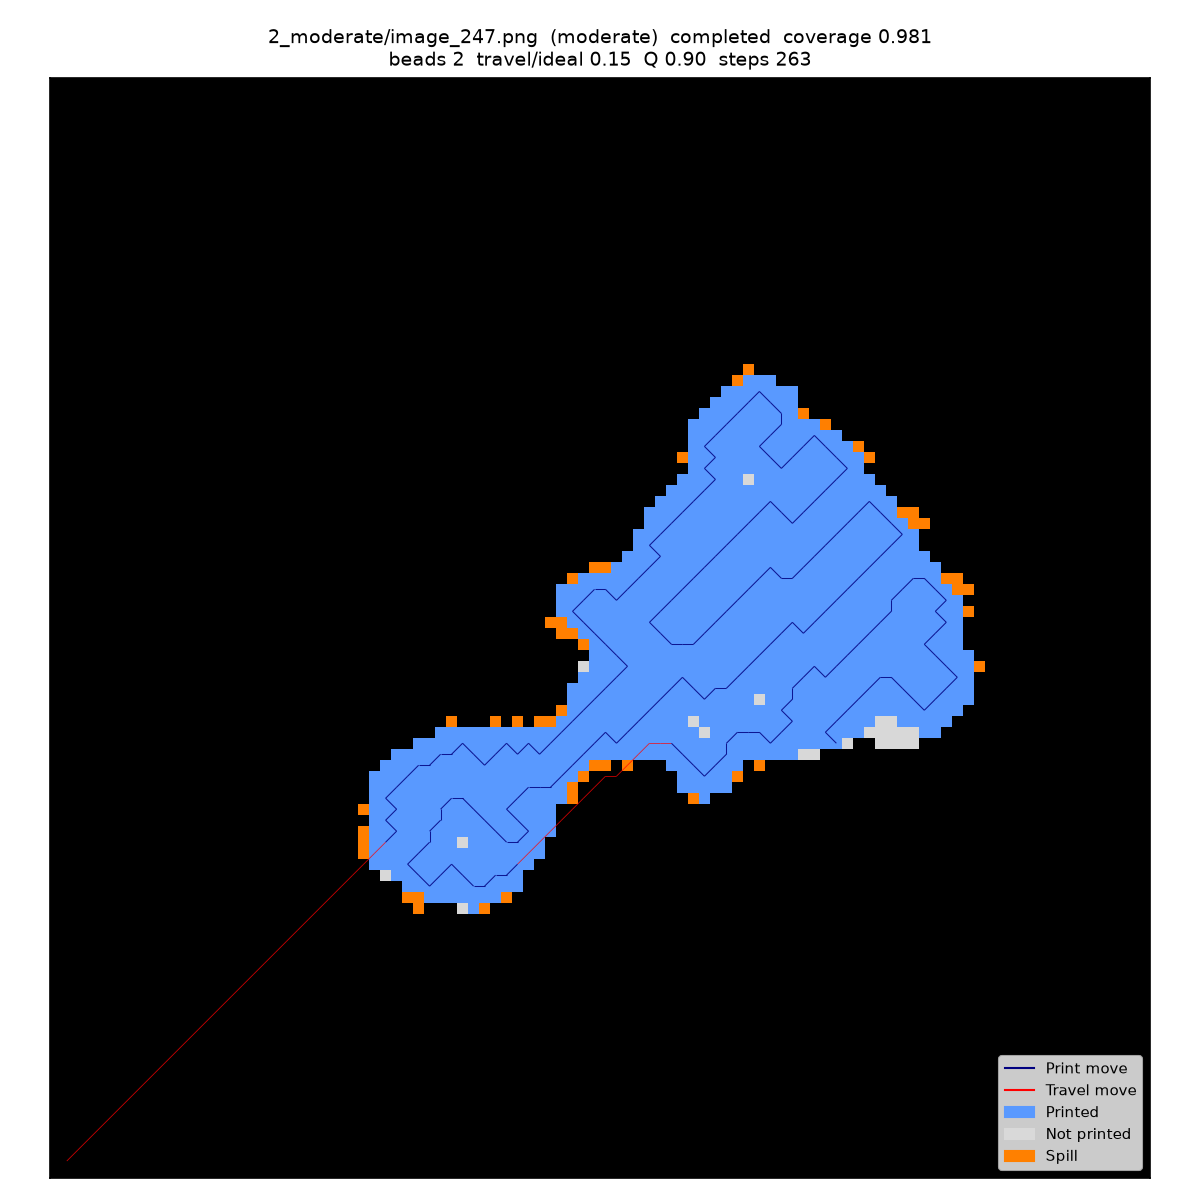 2_moderate/image_247.png  (moderate)  completed  coverage 0.981
beads 2  travel/ideal 0.15  Q 0.90  steps 263
Print move
Travel move
Printed
Not printed
Spill